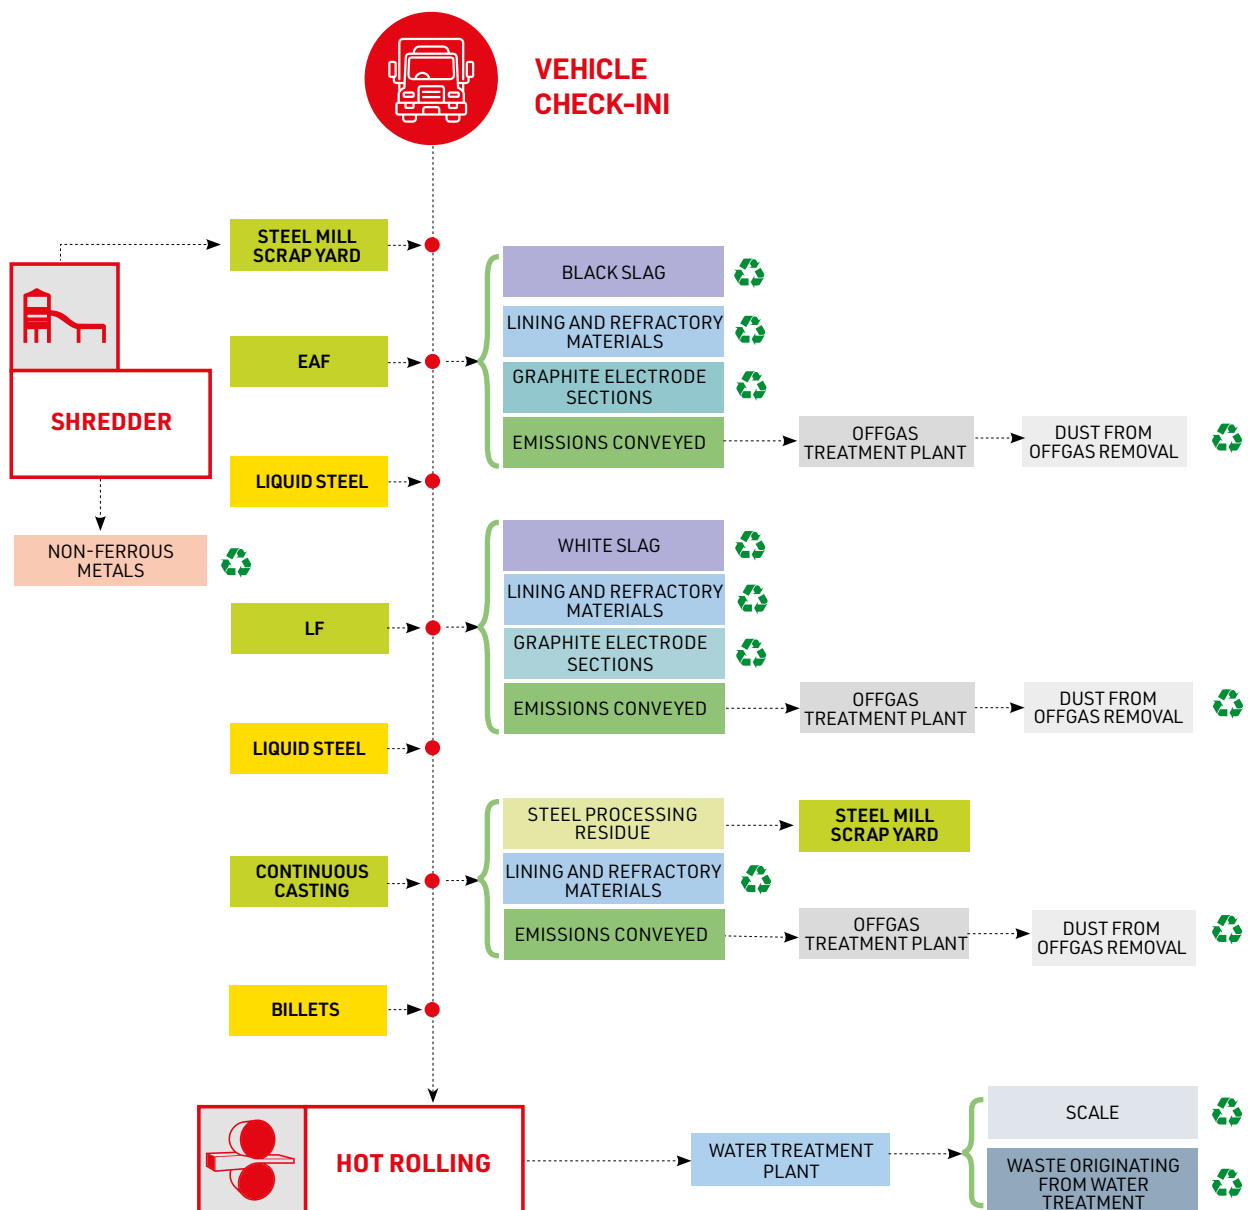 VEHICLE
CHECK-INI
STEEL MILL
SCRAP YARD
BLACK SLAG
LINING AND REFRACTORY
MATERIALS
EAF
GRAPHITE ELECTRODE
SECTIONS
SHREDDER
EMISSIONS CONVEYED
OFFGAS
TREATMENT PLANT
DUST FROM
OFFGAS REMOVAL
LIQUID STEEL
NON-FERROUS
METALS
WHITE SLAG
LINING AND REFRACTORY
MATERIALS
LF
GRAPHITE ELECTRODE
SECTIONS
EMISSIONS CONVEYED
OFFGAS
TREATMENT PLANT
DUST FROM
OFFGAS REMOVAL
LIQUID STEEL
STEEL PROCESSING
RESIDUE
STEEL MILL
SCRAP YARD
CONTINUOUS
CASTING
LINING AND REFRACTORY
MATERIALS
EMISSIONS CONVEYED
OFFGAS
TREATMENT PLANT
DUST FROM
OFFGAS REMOVAL
BILLETS
HOT ROLLING
WATER TREATMENT
PLANT
SCALE
WASTE ORIGINATING
FROM WATER
TREATMENT